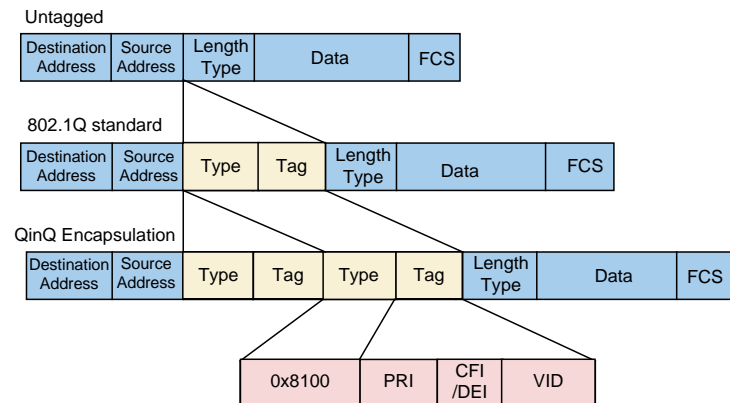 Untagged
Destination Address
Source Address
Length Type
Data
FCS
802.1Q standard
Destination Address
Source Address
Type
Tag
Length Type
Data
FCS
QinQ Encapsulation
Destination Address
Source Address
Type
Tag
Type
Tag
Length Type
Data
FCS
0x8100
PRI
CFI /DEI
VID